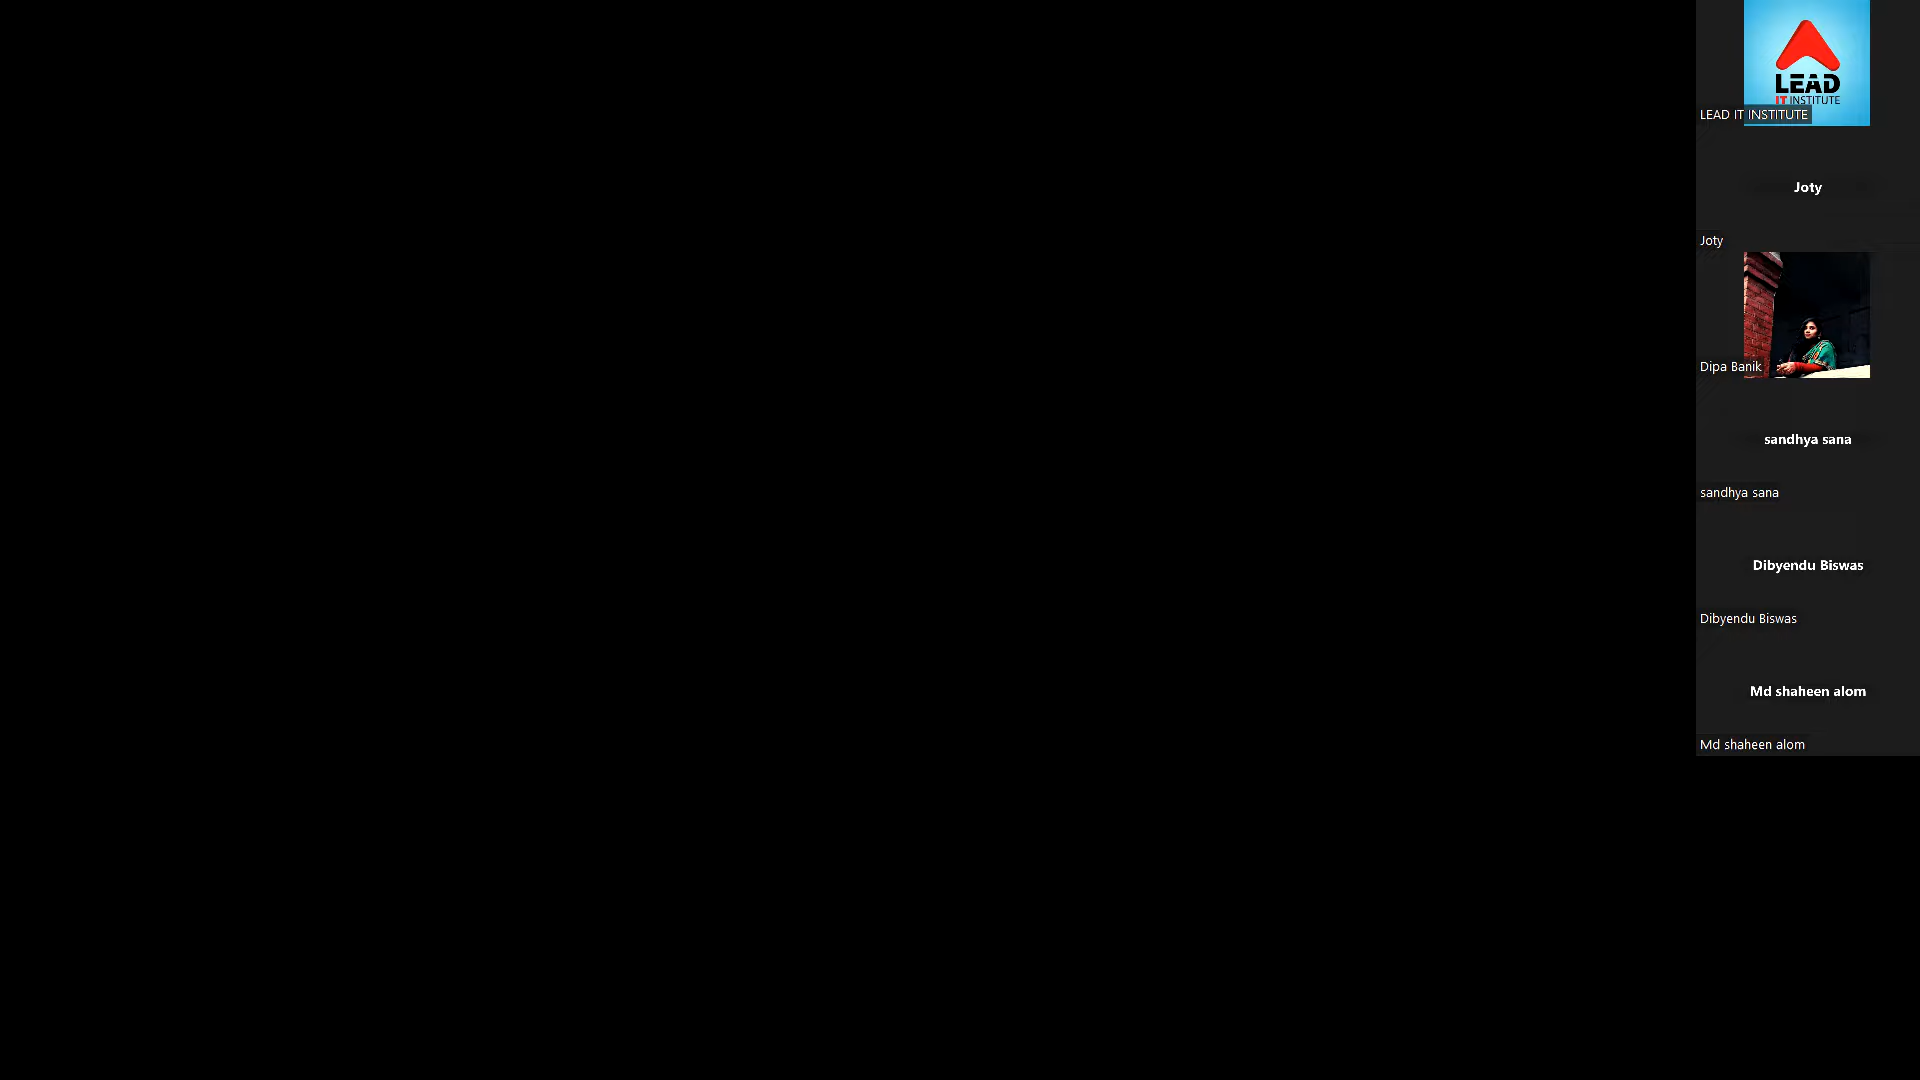 LEAD
IT INSTITUTE
LEAD IT INSTITUTE
Joty
Joty
Dipa Banik
sandhya sana
sandhya sana
Dibyendu Biswas
Dibyendu Biswas
Md shaheen alom
Md shaheen alom